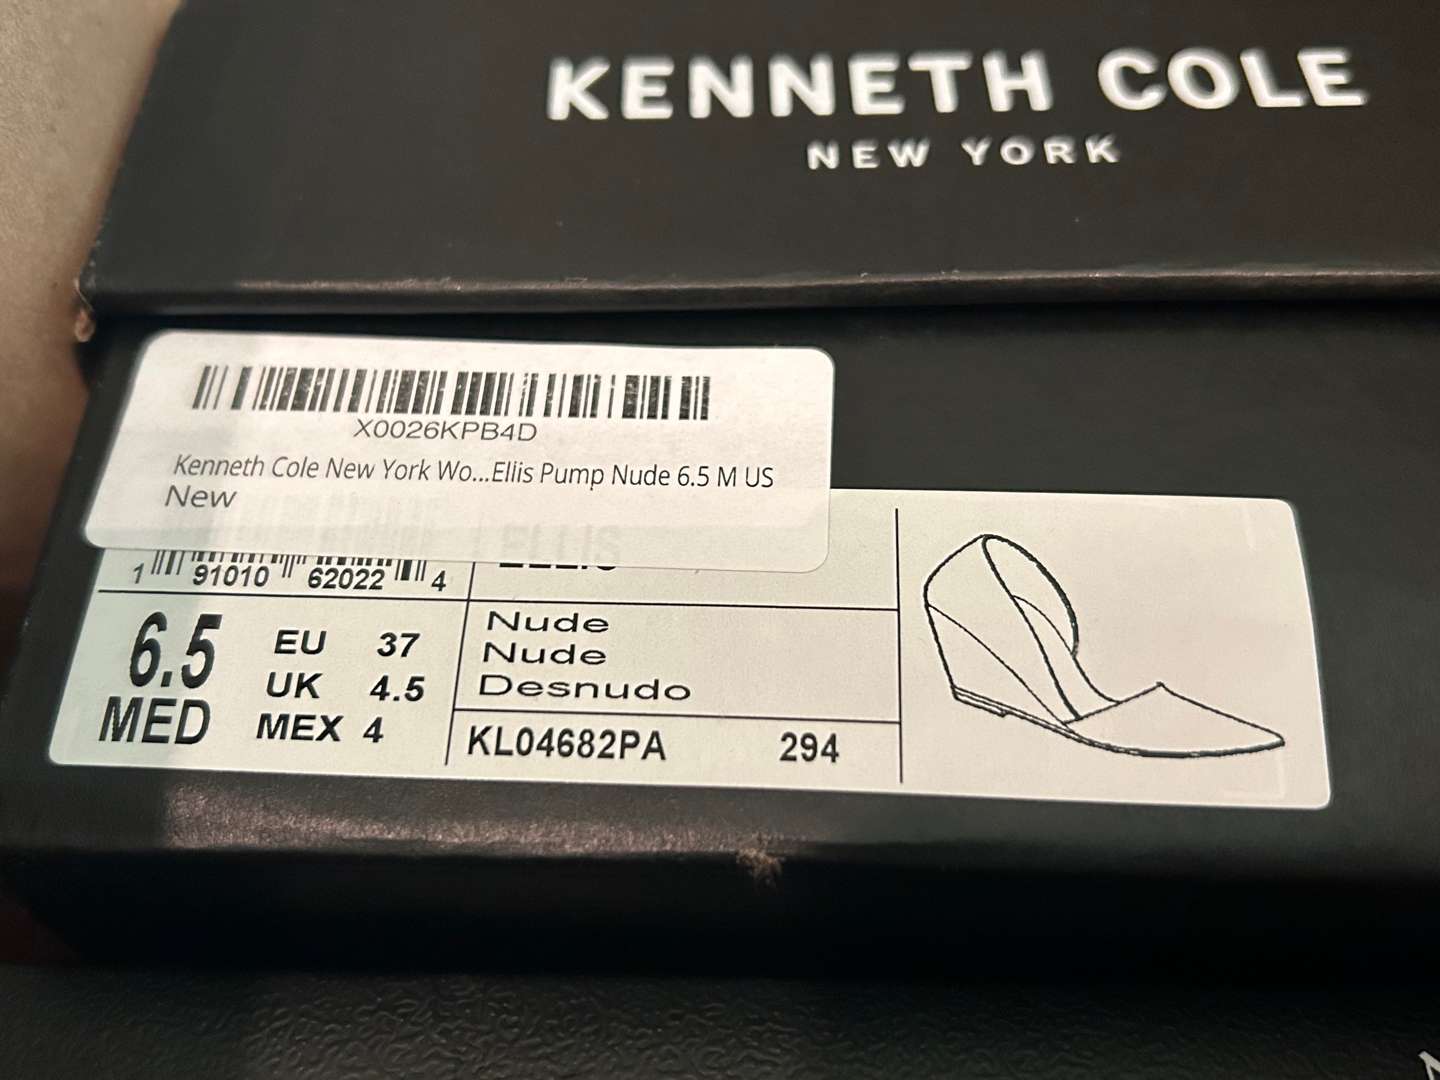 KENNETH COLE
NEW YORK
X0026KPB4D
Kenneth Cole New York Wo...Ellis Pump Nude 6.5 M US
New
ELLIS
1 91010 62022 4
6.5
MED
EU 37
UK 4.5
MEX 4
Nude
Nude
Desnudo
KL04682PA 294